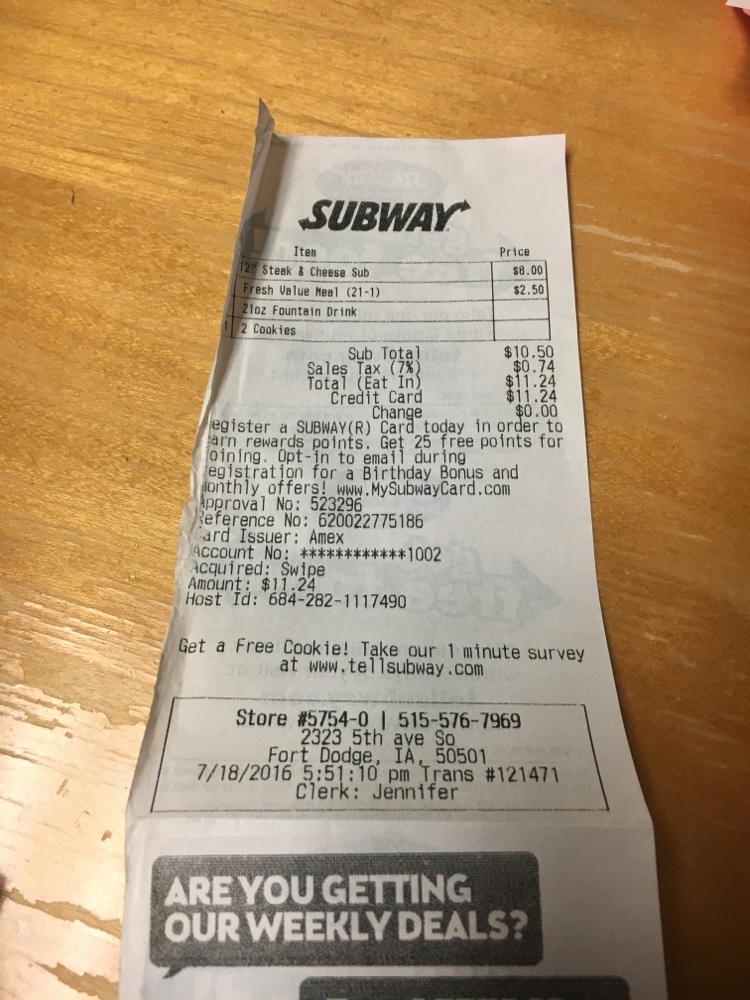 SUBWAY
Item Price
12" Steak & Cheese Sub $8.00
Fresh Value Meal (21-1) $2.50
21oz Fountain Drink
1 2 Cookies
Sub Total $10.50
Sales Tax (7%) $0.74
Total (Eat In) $11.24
Credit Card $11.24
Change $0.00
egister a SUBWAY(R) Card today in order to
arn rewards points. Get 25 free points for
oining. Opt-in to email during
egistration for a Birthday Bonus and
onthly offers! www.MySubwayCard.com
Approval No: 523296
Reference No: 620022775186
ard Issuer: Amex
Account No: ************1002
Acquired: Swipe
Amount: $11.24
Host Id: 684-282-1117490
Get a Free Cookie! Take our 1 minute survey
at www.tellsubway.com
Store #5754-0 | 515-576-7969
2323 5th ave So
Fort Dodge, IA, 50501
7/18/2016 5:51:10 pm Trans #121471
Clerk: Jennifer
ARE YOU GETTING
OUR WEEKLY DEALS?